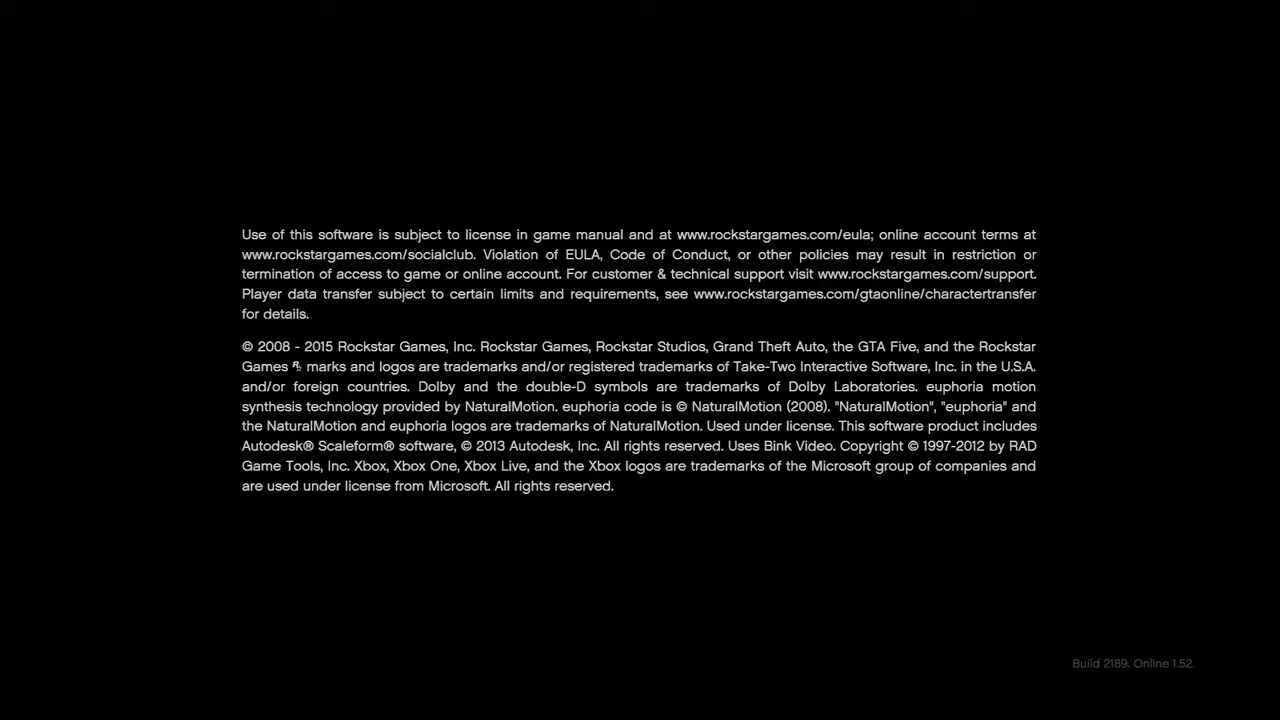 Use of this software is subject to license in game manual and at www.rockstargames.com/eula; online account terms at
www.rockstargames.com/socialclub. Violation of EULA, Code of Conduct, or other policies may result in restriction or
termination of access to game or online account. For customer & technical support visit www.rockstargames.com/support.
Player data transfer subject to certain limits and requirements, see www.rockstargames.com/gtaonline/charactertransfer
for details.
© 2008 - 2015 Rockstar Games, Inc. Rockstar Games, Rockstar Studios, Grand Theft Auto, the GTA Five, and the Rockstar
Games R* marks and logos are trademarks and/or registered trademarks of Take-Two Interactive Software, Inc. in the U.S.A.
and/or foreign countries. Dolby and the double-D symbols are trademarks of Dolby Laboratories. euphoria motion
synthesis technology provided by NaturalMotion. euphoria code is © NaturalMotion (2008). "NaturalMotion", "euphoria" and
the NaturalMotion and euphoria logos are trademarks of NaturalMotion. Used under license. This software product includes
Autodesk® Scaleform® software, © 2013 Autodesk, Inc. All rights reserved. Uses Bink Video. Copyright © 1997-2012 by RAD
Game Tools, Inc. Xbox, Xbox One, Xbox Live, and the Xbox logos are trademarks of the Microsoft group of companies and
are used under license from Microsoft. All rights reserved.
Build 2189. Online 1.52.